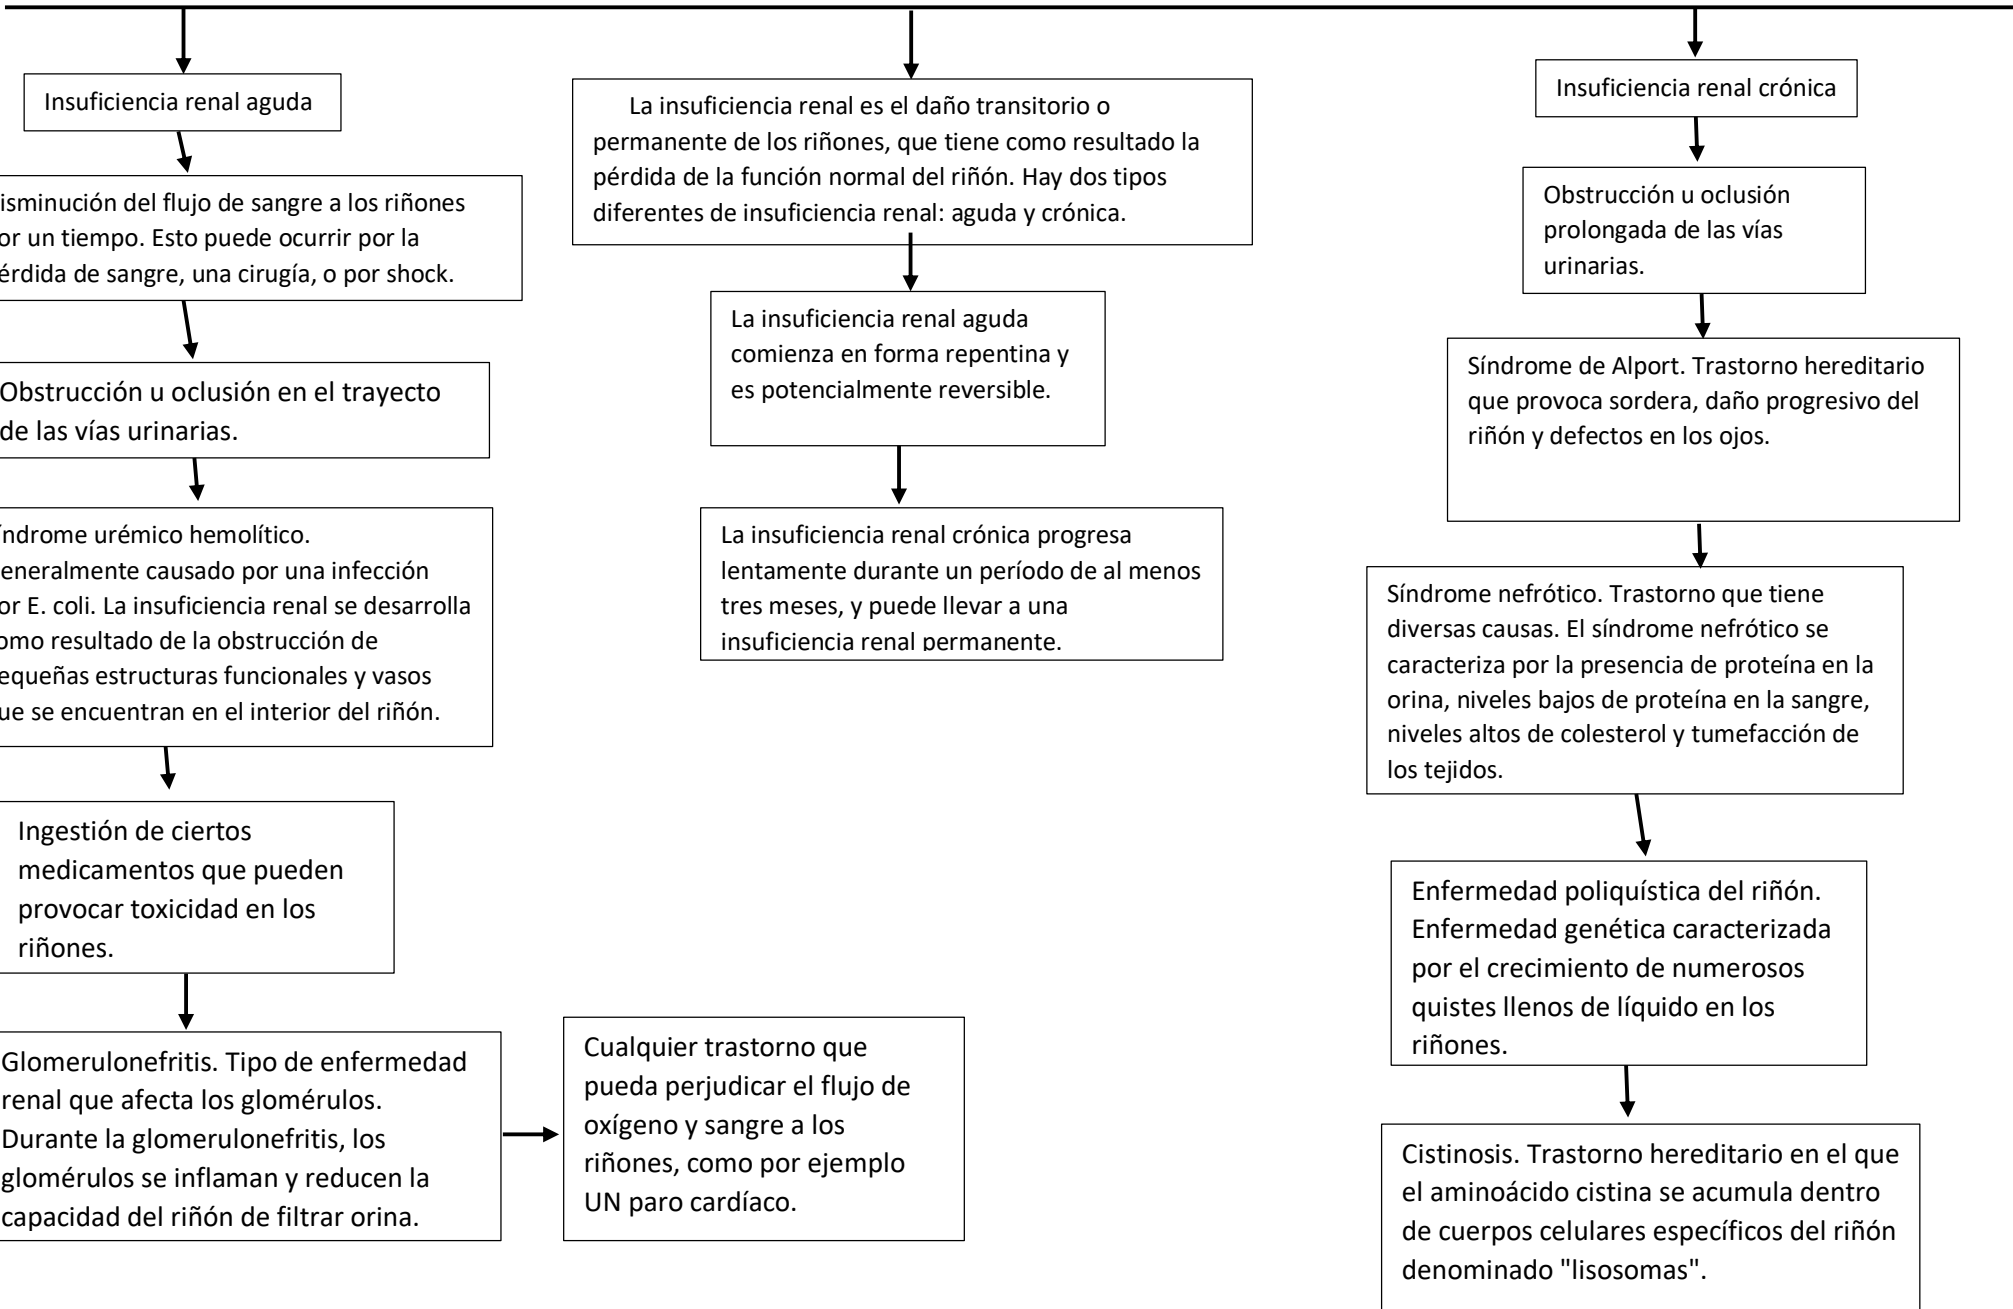 Insuficiencia renal aguda
isminución del flujo de sangre a los riñones
or un tiempo. Esto puede ocurrir por la
érdida de sangre, una cirugía, o por shock.
Obstrucción u oclusión en el trayecto
de las vías urinarias.
índrome urémico hemolítico.
eneralmente causado por una infección
or E. coli. La insuficiencia renal se desarrolla
omo resultado de la obstrucción de
equeñas estructuras funcionales y vasos
ue se encuentran en el interior del riñón.
Ingestión de ciertos
medicamentos que pueden
provocar toxicidad en los
riñones.
Glomerulonefritis. Tipo de enfermedad
renal que afecta los glomérulos.
Durante la glomerulonefritis, los
glomérulos se inflaman y reducen la
capacidad del riñón de filtrar orina.
Cualquier trastorno que
pueda perjudicar el flujo de
oxígeno y sangre a los
riñones, como por ejemplo
UN paro cardíaco.
La insuficiencia renal es el daño transitorio o
permanente de los riñones, que tiene como resultado la
pérdida de la función normal del riñón. Hay dos tipos
diferentes de insuficiencia renal: aguda y crónica.
La insuficiencia renal aguda
comienza en forma repentina y
es potencialmente reversible.
La insuficiencia renal crónica progresa
lentamente durante un período de al menos
tres meses, y puede llevar a una
insuficiencia renal permanente.
Insuficiencia renal crónica
Obstrucción u oclusión
prolongada de las vías
urinarias.
Síndrome de Alport. Trastorno hereditario
que provoca sordera, daño progresivo del
riñón y defectos en los ojos.
Síndrome nefrótico. Trastorno que tiene
diversas causas. El síndrome nefrótico se
caracteriza por la presencia de proteína en la
orina, niveles bajos de proteína en la sangre,
niveles altos de colesterol y tumefacción de
los tejidos.
Enfermedad poliquística del riñón.
Enfermedad genética caracterizada
por el crecimiento de numerosos
quistes llenos de líquido en los
riñones.
Cistinosis. Trastorno hereditario en el que
el aminoácido cistina se acumula dentro
de cuerpos celulares específicos del riñón
denominado "lisosomas".